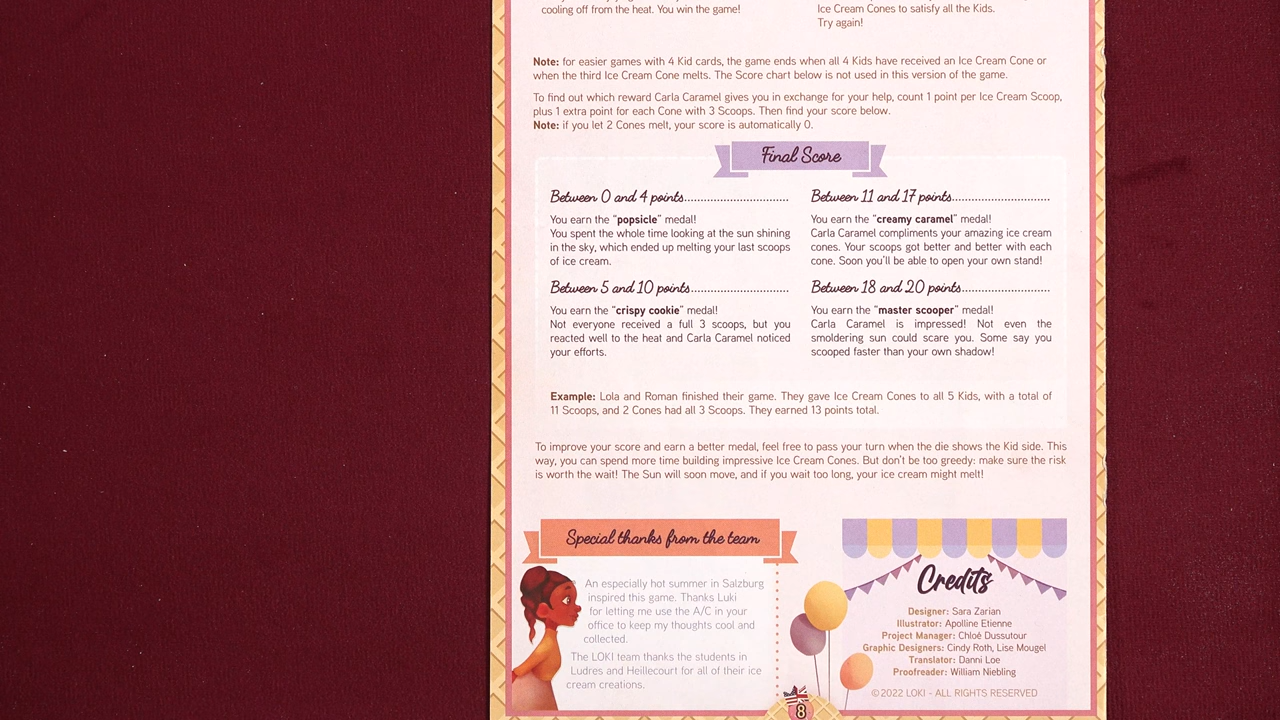 cooling off from the heat. You win the game!
Ice Cream Cones to satisfy all the Kids.
Try again!
Note: for easier games with 4 Kid cards, the game ends when all 4 Kids have received an Ice Cream Cone or
when the third Ice Cream Cone melts. The Score chart below is not used in this version of the game.
To find out which reward Carla Caramel gives you in exchange for your help, count 1 point per Ice Cream Scoop,
plus 1 extra point for each Cone with 3 Scoops. Then find your score below.
Note: if you let 2 Cones melt, your score is automatically 0.
Final Score
Between 0 and 4 points
You earn the "popsicle" medal!
You spent the whole time looking at the sun shining
in the sky, which ended up melting your last scoops
of ice cream.
Between 5 and 10 points
You earn the "crispy cookie" medal!
Not everyone received a full 3 scoops, but you
reacted well to the heat and Carla Caramel noticed
your efforts.
Between 11 and 17 points
You earn the "creamy caramel" medal!
Carla Caramel compliments your amazing ice cream
cones. Your scoops got better and better with each
cone. Soon you'll be able to open your own stand!
Between 18 and 20 points
You earn the "master scooper" medal!
Carla Caramel is impressed! Not even the
smoldering sun could scare you. Some say you
scooped faster than your own shadow!
Example: Lola and Roman finished their game. They gave Ice Cream Cones to all 5 Kids, with a total of
11 Scoops, and 2 Cones had all 3 Scoops. They earned 13 points total.
To improve your score and earn a better medal, feel free to pass your turn when the die shows the Kid side. This
way, you can spend more time building impressive Ice Cream Cones. But don't be too greedy: make sure the risk
is worth the wait! The Sun will soon move, and if you wait too long, your ice cream might melt!
Special thanks from the team
An especially hot summer in Salzburg
inspired this game. Thanks Luki
for letting me use the A/C in your
office to keep my thoughts cool and
collected.
The LOKI team thanks the students in
Ludres and Heillecourt for all of their ice
cream creations.
Credits
Designer: Sara Zarian
Illustrator: Apolline Etienne
Project Manager: Chloé Dussutour
Graphic Designers: Cindy Roth, Lise Mougel
Translator: Danni Loe
Proofreader: William Niebling
©2022 LOKI - ALL RIGHTS RESERVED
8